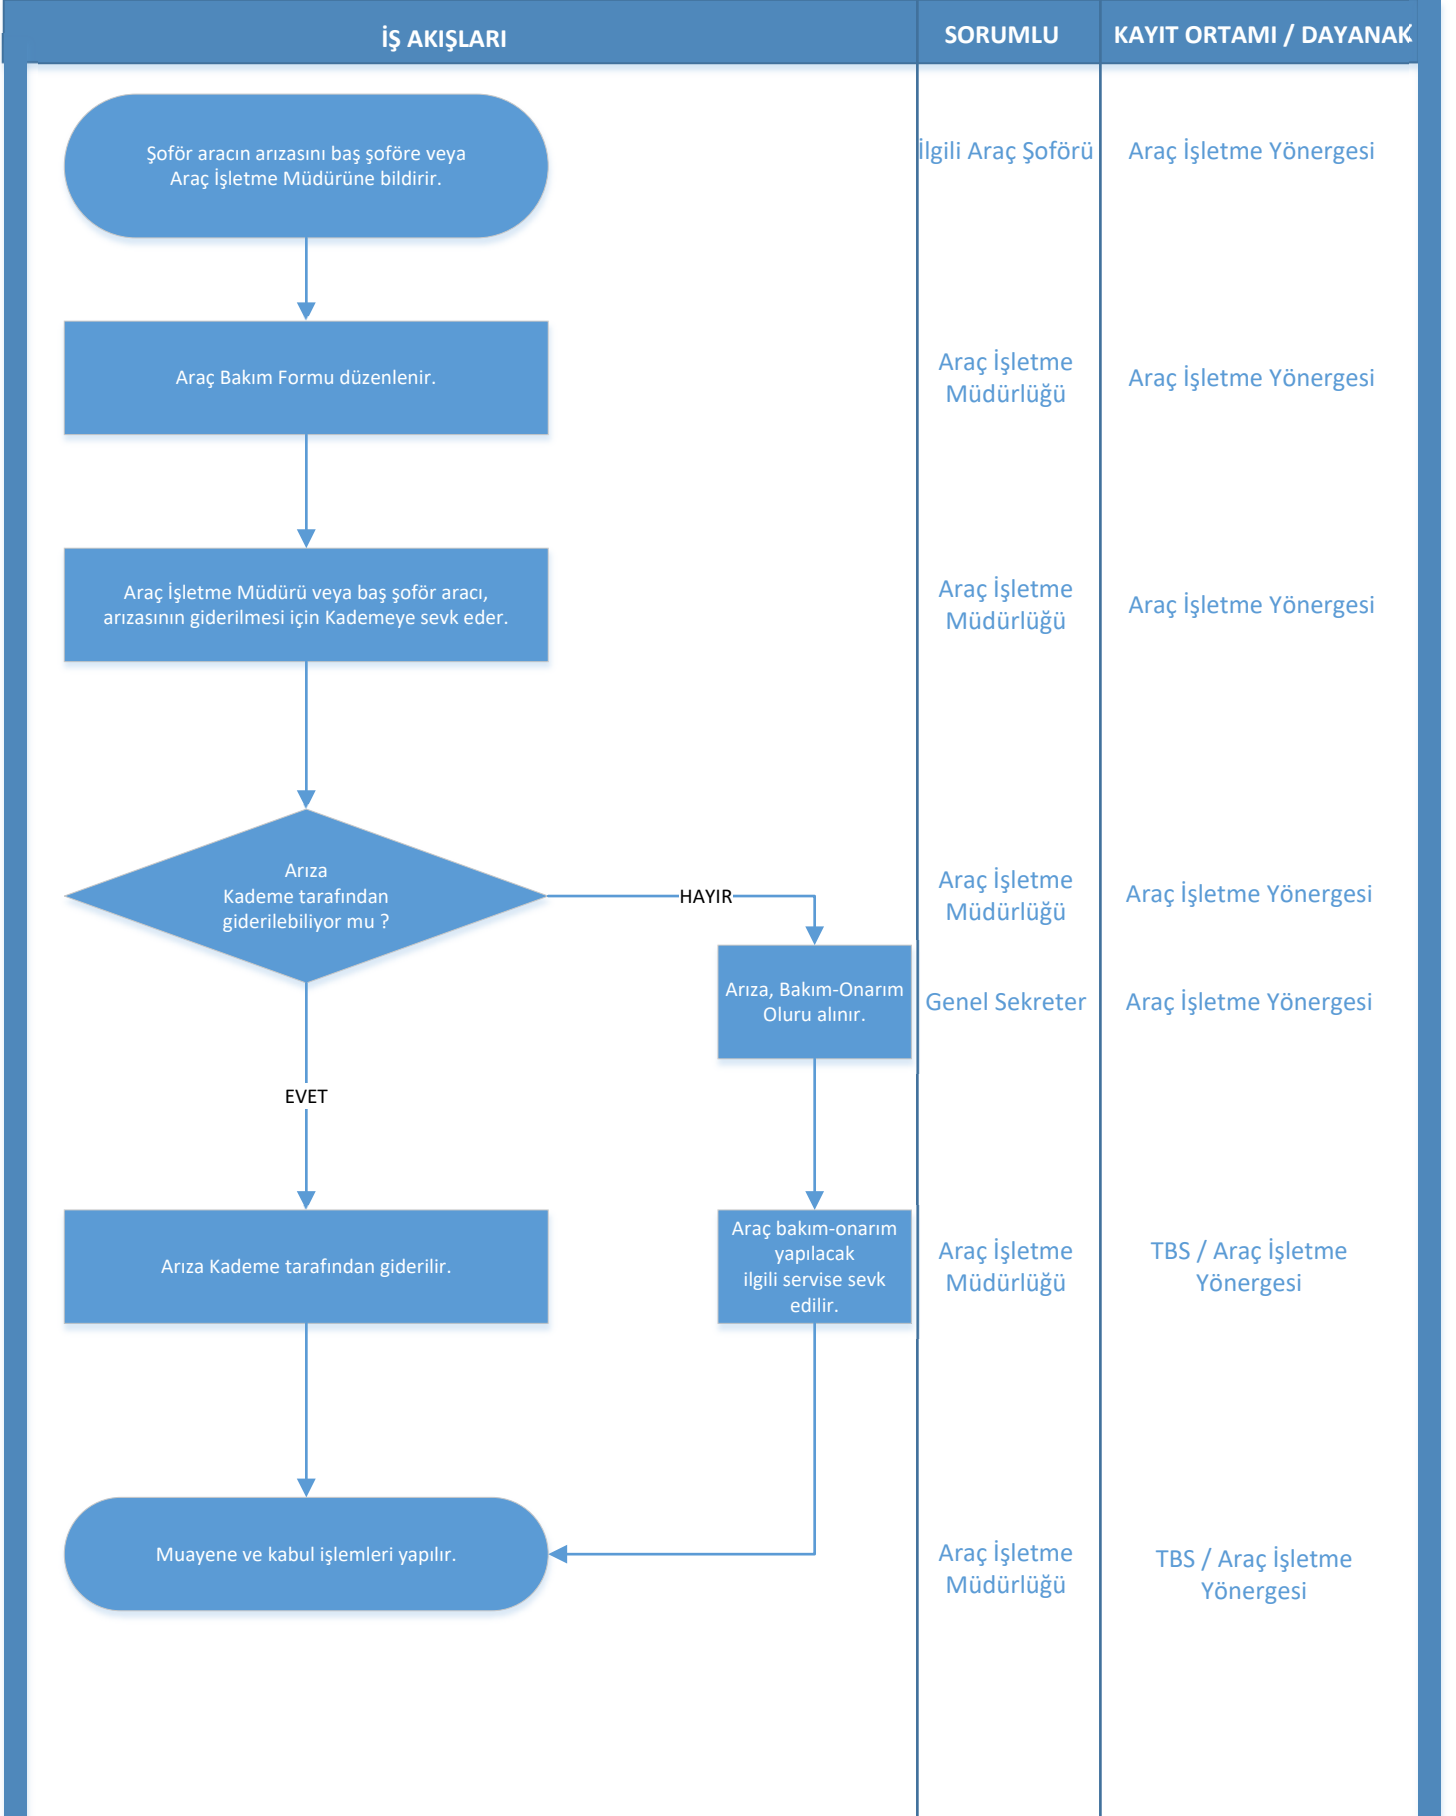 İŞ AKIŞLARI
SORUMLU
KAYIT ORTAMI / DAYANAK
Şoför aracın arızasını baş şoföre veya
Araç İşletme Müdürüne bildirir.
İlgili Araç Şoförü
Araç İşletme Yönergesi
Araç Bakım Formu düzenlenir.
Araç İşletme
Müdürlüğü
Araç İşletme Yönergesi
Araç İşletme Müdürü veya baş şoför aracı,
arızasının giderilmesi için Kademeye sevk eder.
Araç İşletme
Müdürlüğü
Araç İşletme Yönergesi
Arıza
Kademe tarafından
giderilebiliyor mu ?
HAYIR
Araç İşletme
Müdürlüğü
Araç İşletme Yönergesi
Arıza, Bakım-Onarım
Oluru alınır.
Genel Sekreter
Araç İşletme Yönergesi
EVET
Arıza Kademe tarafından giderilir.
Araç bakım-onarım
yapılacak
ilgili servise sevk
edilir.
Araç İşletme
Müdürlüğü
TBS / Araç İşletme
Yönergesi
Muayene ve kabul işlemleri yapılır.
Araç İşletme
Müdürlüğü
TBS / Araç İşletme
Yönergesi